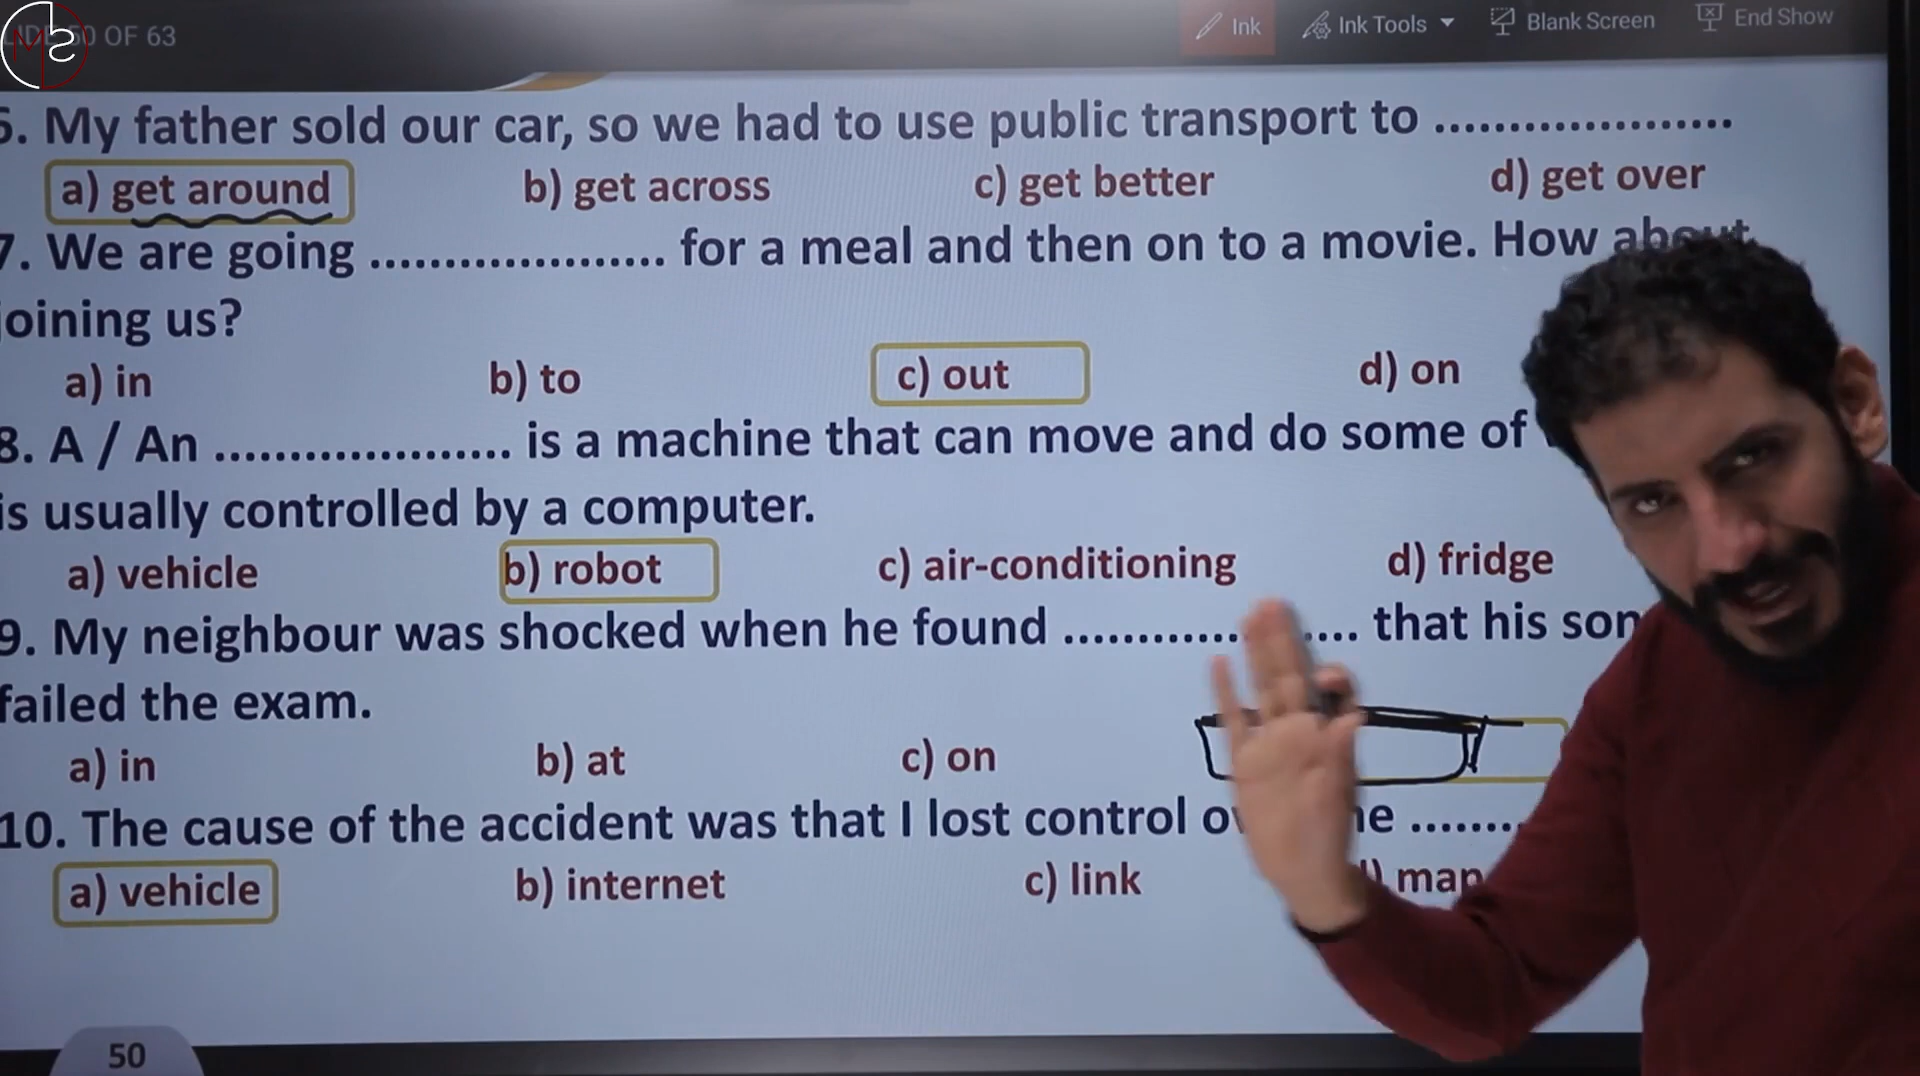 50 OF 63
Ink
Ink Tools
Blank Screen
End Show
6. My father sold our car, so we had to use public transport to ....................
a) get around b) get across c) get better d) get over
7. We are going .................... for a meal and then on to a movie. How about
joining us?
a) in b) to c) out d) on
8. A / An .................... is a machine that can move and do some of
is usually controlled by a computer.
a) vehicle b) robot c) air-conditioning d) fridge
9. My neighbour was shocked when he found .................... that his son
failed the exam.
a) in b) at c) on
10. The cause of the accident was that I lost control ........
a) vehicle b) internet c) link
50